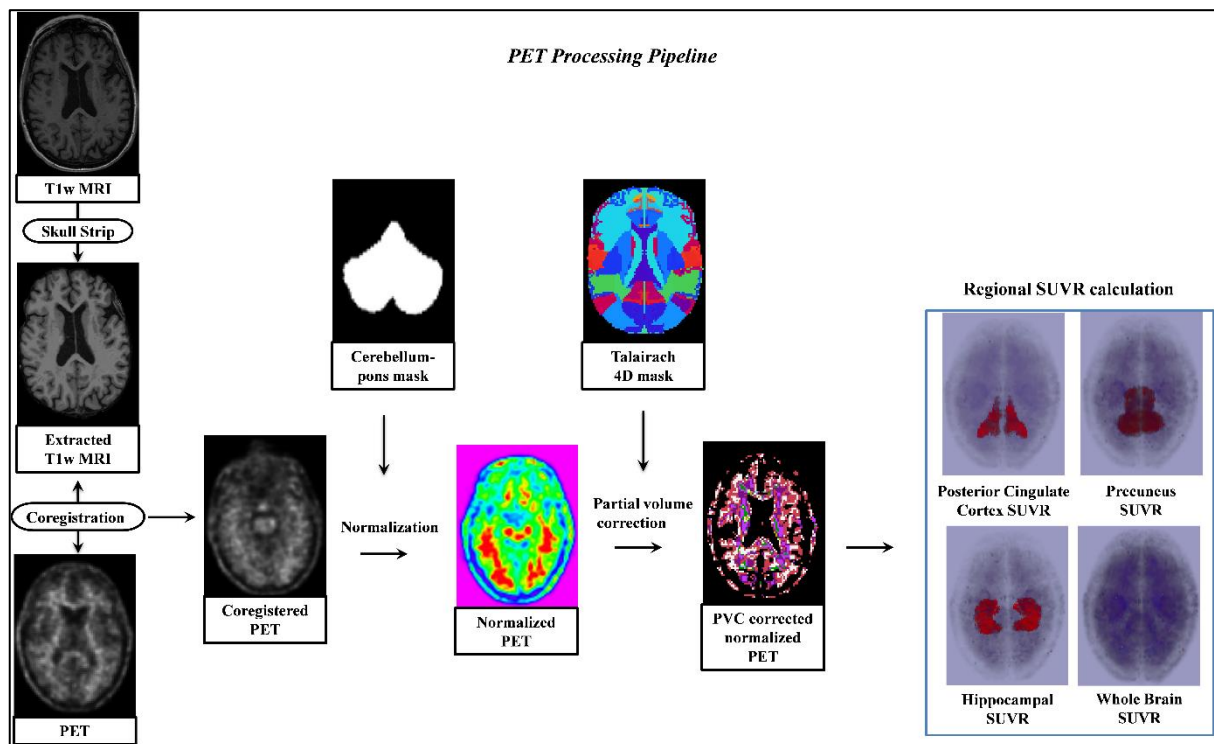 PET Processing Pipeline
T1w MRI
Skull Strip
Extracted
T1w MRI
Coregistration
PET
Coregistered
PET
Cerebellum-
pons mask
Normalization
Normalized
PET
Talairach
4D mask
Partial volume
correction
PVC corrected
normalized
PET
Regional SUVR calculation
Posterior Cingulate
Cortex SUVR
Precuneus
SUVR
Hippocampal
SUVR
Whole Brain
SUVR